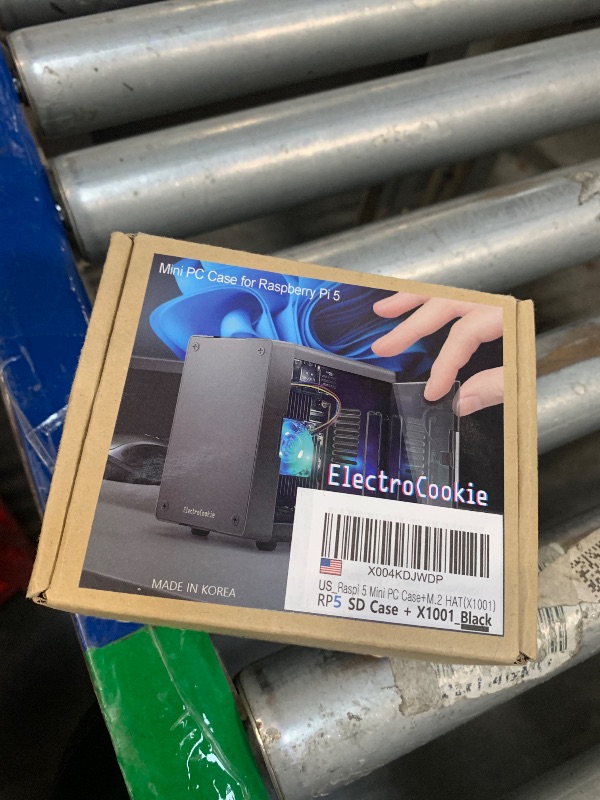 Mini PC Case for Raspberry Pi 5
ElectroCookie
ElectroCookie
X004KDJWDP
US_Raspi 5 Mini PC Case+M.2 HAT(X1001)
RP5 SD Case + X1001_Black
MADE IN KOREA